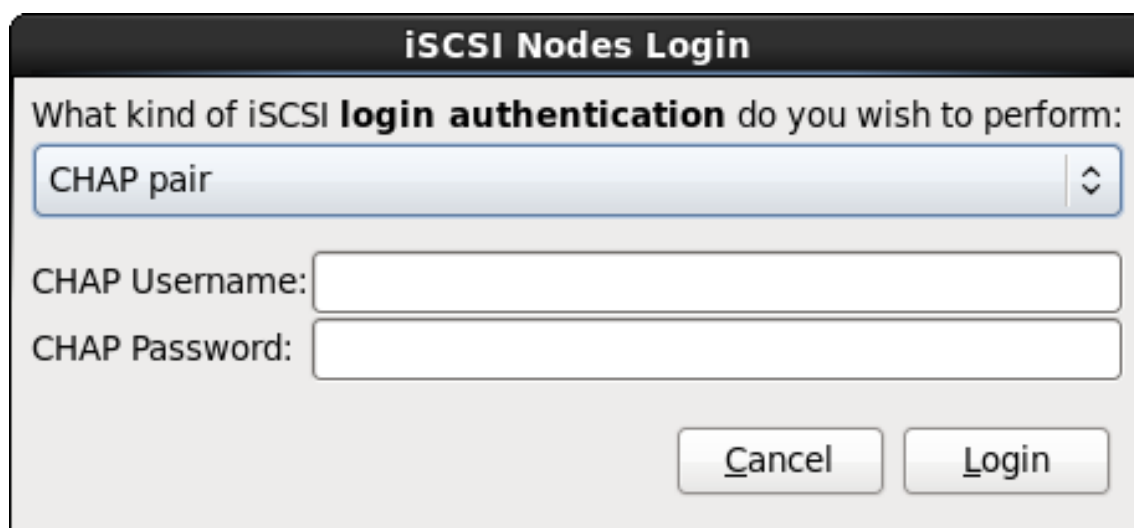 iSCSI Nodes Login
What kind of iSCSI login authentication do you wish to perform:
CHAP pair
CHAP Username:
CHAP Password:
Cancel Login